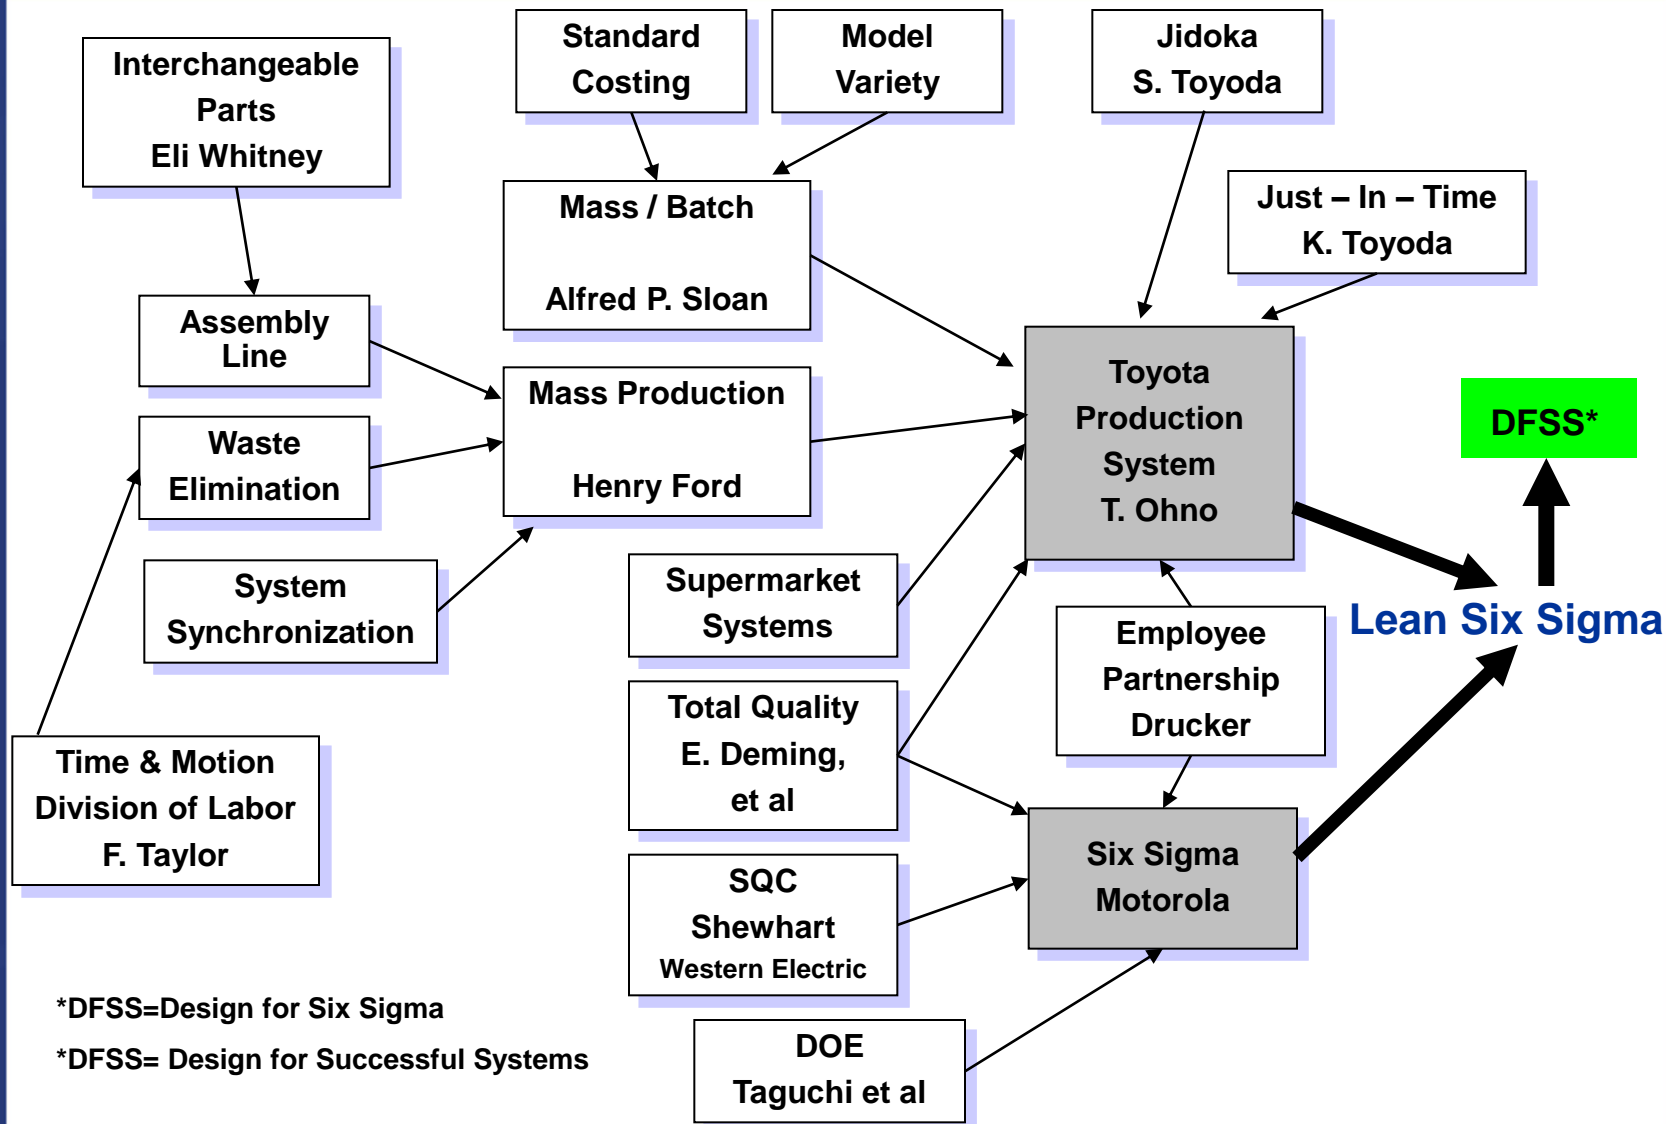 Interchangeable
Parts
Eli Whitney
Standard
Costing
Model
Variety
Jidoka
S. Toyoda
Just – In – Time
K. Toyoda
Mass / Batch
Alfred P. Sloan
Assembly
Line
Mass Production
Henry Ford
Waste
Elimination
System
Synchronization
Time & Motion
Division of Labor
F. Taylor
Toyota
Production
System
T. Ohno
DFSS*
Lean Six Sigma
Supermarket
Systems
Employee
Partnership
Drucker
Total Quality
E. Deming,
et al
Six Sigma
Motorola
SQC
Shewhart
Western Electric
DOE
Taguchi et al
*DFSS=Design for Six Sigma
*DFSS= Design for Successful Systems